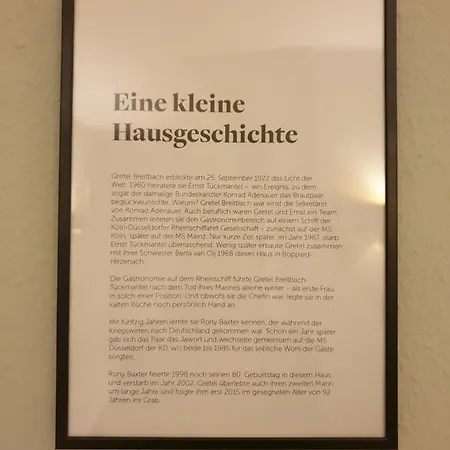 Eine kleine
Hausgeschichte
Gretel Breitbach erblickte am 25. September 1922 das Licht der
Welt. 1960 heiratete sie Ernst Tückmantel – ein Ereignis, zu dem
sogar der damalige Bundeskanzler Konrad Adenauer das Brautpaar
beglückwünschte. Warum? Gretel Breitbach war einst die Sekretärin
von Konrad Adenauer. Auch beruflich waren Gretel und Ernst ein Team.
Zusammen leiteten sie den Gastronomiebereich auf einem Schiff der
Köln-Düsseldorfer Rheinschiffahrt Gesellschaft – zunächst auf der MS
Köln, später auf der MS Mainz. Nur kurze Zeit später, im Jahr 1967, starb
Ernst Tückmantel überraschend. Wenig später erbaute Gretel zusammen
mit ihrer Schwester Berta van Oij 1968 dieses Haus in Boppard-
Hirzenach.
Die Gastronomie auf dem Rheinschiff führte Gretel Breitbach-
Tückmantel nach dem Tod ihres Mannes alleine weiter – als erste Frau
in solch einer Position. Und obwohl sie die Chefin war, legte sie in der
kalten Küche noch persönlich Hand an.
Mit fünfzig Jahren lernte sie Rony Baxter kennen, der während der
Kriegswirren nach Deutschland gekommen war. Schon ein Jahr später
gab sich das Paar das Jawort und wechselte gemeinsam auf die MS
Düsseldorf der KD, wo beide bis 1985 für das leibliche Wohl der Gäste
sorgten.
Rony Baxter feierte 1998 noch seinen 80. Geburtstag in diesem Haus
und verstarb im Jahr 2002. Gretel überlebte auch ihren zweiten Mann
um lange Jahre und folgte ihm erst 2015 im gesegneten Alter von 92
Jahren ins Grab.